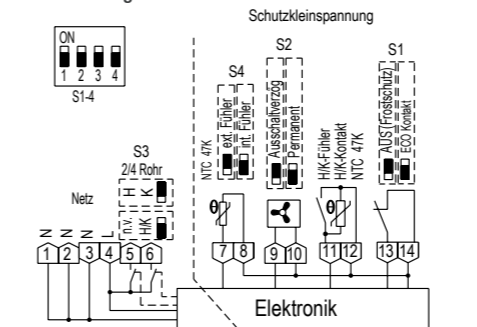 Schutzkleinspannung
ON
1 2 3 4
S1-4
S4
S2
S1
NTC 47K
ext. Fühler
int. Fühler
Ausschaltverzög
Permanent
H/K-Fühler
H/K-Kontakt
NTC 47K
AUS(Frostschutz)
ECO Kontakt
S3
2/4 Rohr
H K
n.v. H/K
Netz
N N N L
1 2 3 4 5 6
7 8 9 10 11 12 13 14
θ
θ
Elektronik